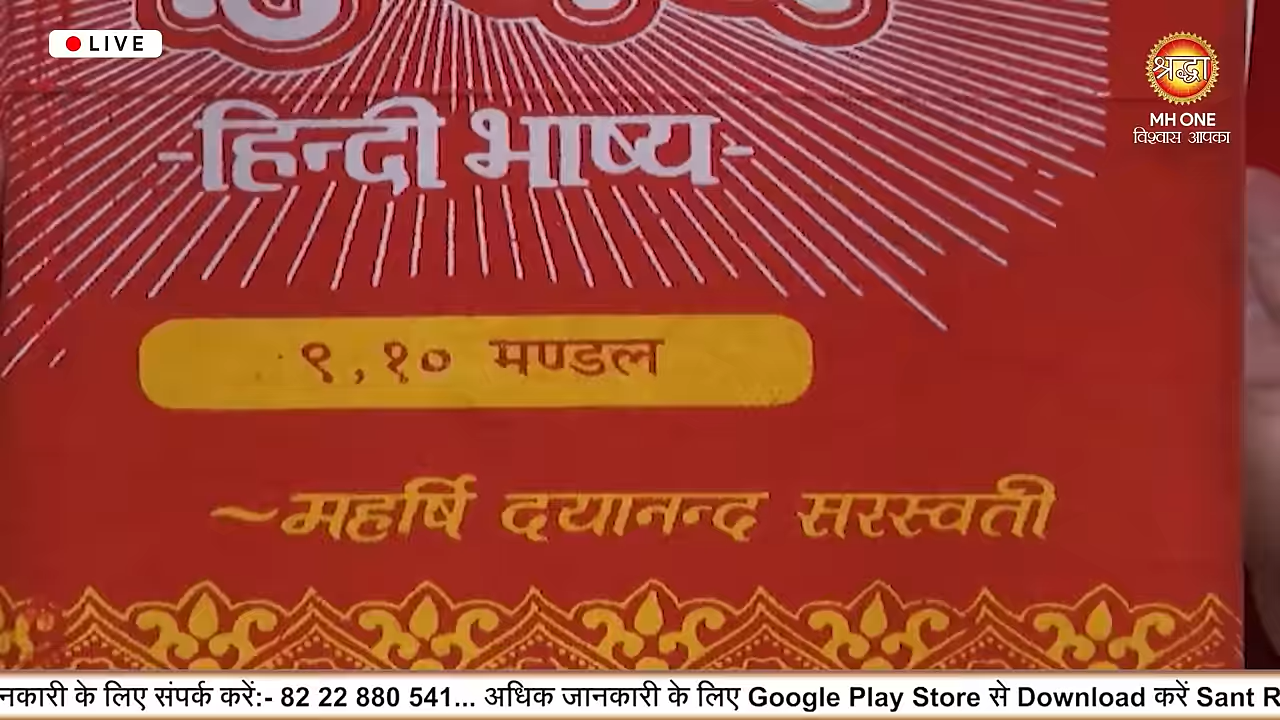 LIVE
श्रद्धा
MH ONE
विश्वास आपका
-हिन्दी भाष्य-
९,१० मण्डल
~महर्षि दयानन्द सरस्वती
नकारी के लिए संपर्क करें:- 82 22 880 541... अधिक जानकारी के लिए Google Play Store से Download करें Sant R